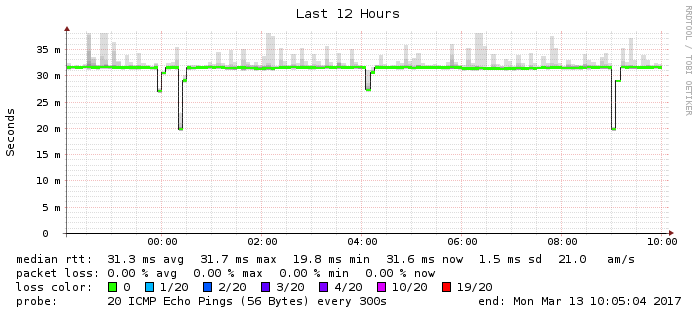 Last 12 Hours
RRDTOOL / TOBI OETIKER
Seconds
35 m
30 m
25 m
20 m
15 m
10 m
5 m
0
00:00 02:00 04:00 06:00 08:00 10:00
median rtt: 31.3 ms avg 31.7 ms max 19.8 ms min 31.6 ms now 1.5 ms sd 21.0 am/s
packet loss: 0.00 % avg 0.00 % max 0.00 % min 0.00 % now
loss color: 0 1/20 2/20 3/20 4/20 10/20 19/20
probe: 20 ICMP Echo Pings (56 Bytes) every 300s end: Mon Mar 13 10:05:04 2017